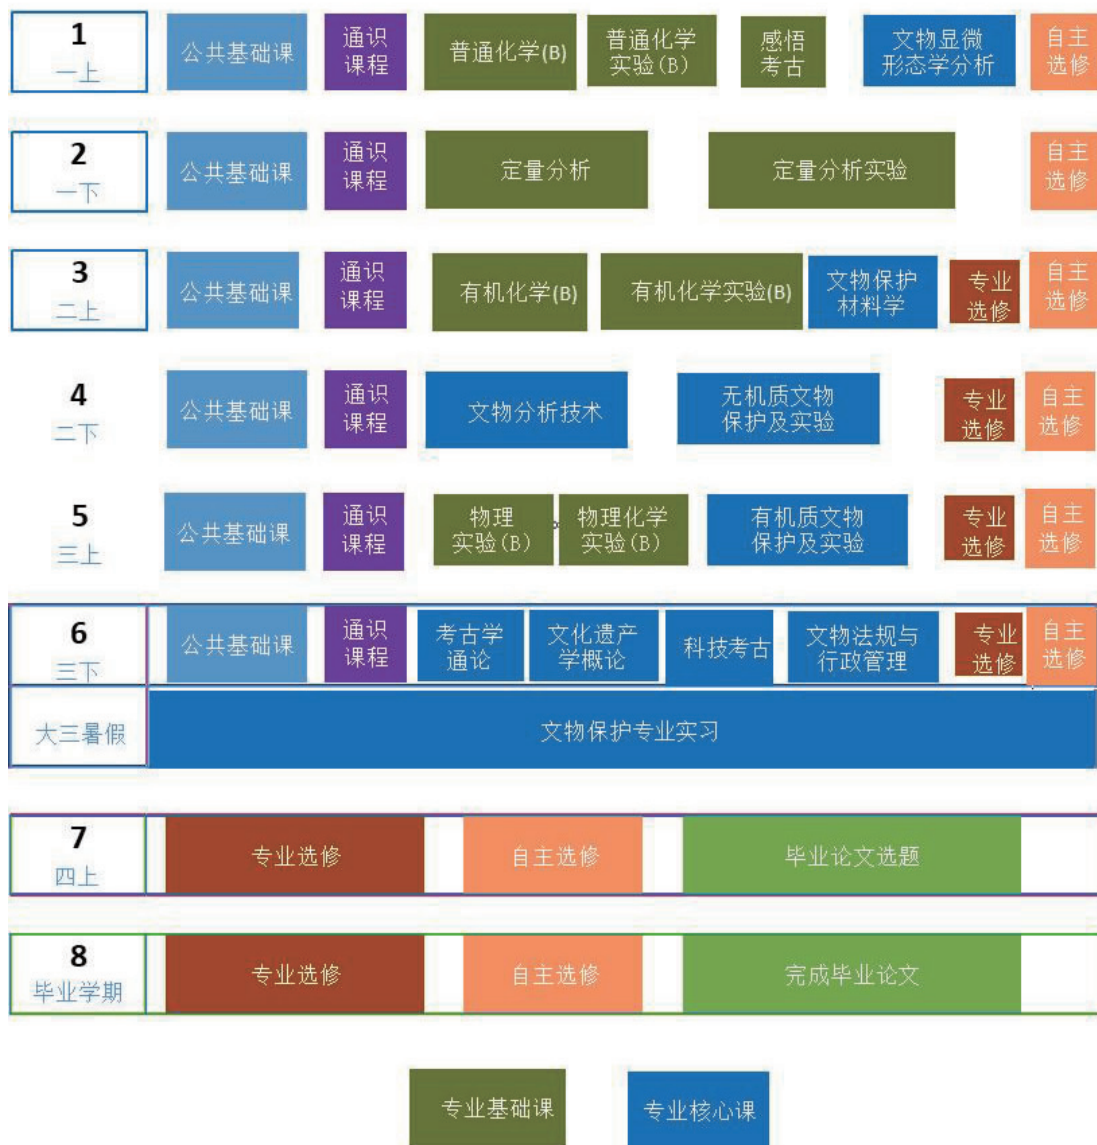 1
一上
公共基础课
通识
课程
普通化学(B)
普通化学
实验(B)
感悟
考古
文物显微
形态学分析
自主
选修
2
一下
公共基础课
通识
课程
定量分析
定量分析实验
自主
选修
3
二上
公共基础课
通识
课程
有机化学(B)
有机化学实验(B)
文物保护
材料学
专业
选修
自主
选修
4
二下
公共基础课
通识
课程
文物分析技术
无机质文物
保护及实验
专业
选修
自主
选修
5
三上
公共基础课
通识
课程
物理
实验(B)
物理化学
实验(B)
有机质文物
保护及实验
专业
选修
自主
选修
6
三下
公共基础课
通识
课程
考古学
通论
文化遗产
学概论
科技考古
文物法规与
行政管理
专业
选修
自主
选修
大三暑假
文物保护专业实习
7
四上
专业选修
自主选修
毕业论文选题
8
毕业学期
专业选修
自主选修
完成毕业论文
专业基础课
专业核心课